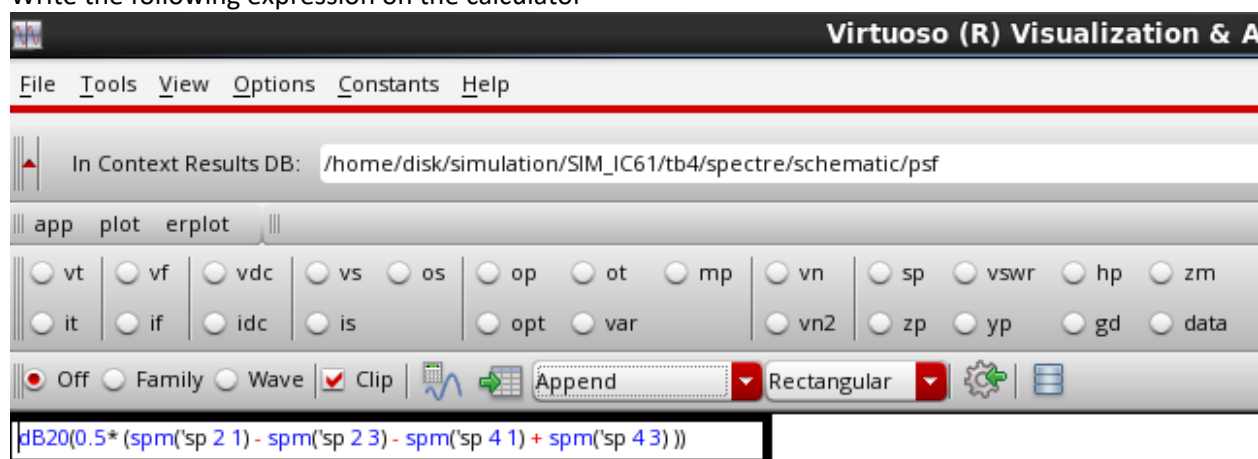 Write the following expression on the calculator
Virtuoso (R) Visualization & A
File Tools View Options Constants Help
In Context Results DB: /home/disk/simulation/SIM_IC61/tb4/spectre/schematic/psf
app plot erplot
vt vf vdc vs os op ot mp vn sp vswr hp zm
it if idc is opt var vn2 zp yp gd data
Off Family Wave Clip Append Rectangular
dB20(0.5* (spm('sp 2 1) - spm('sp 2 3) - spm('sp 4 1) + spm('sp 4 3) ))